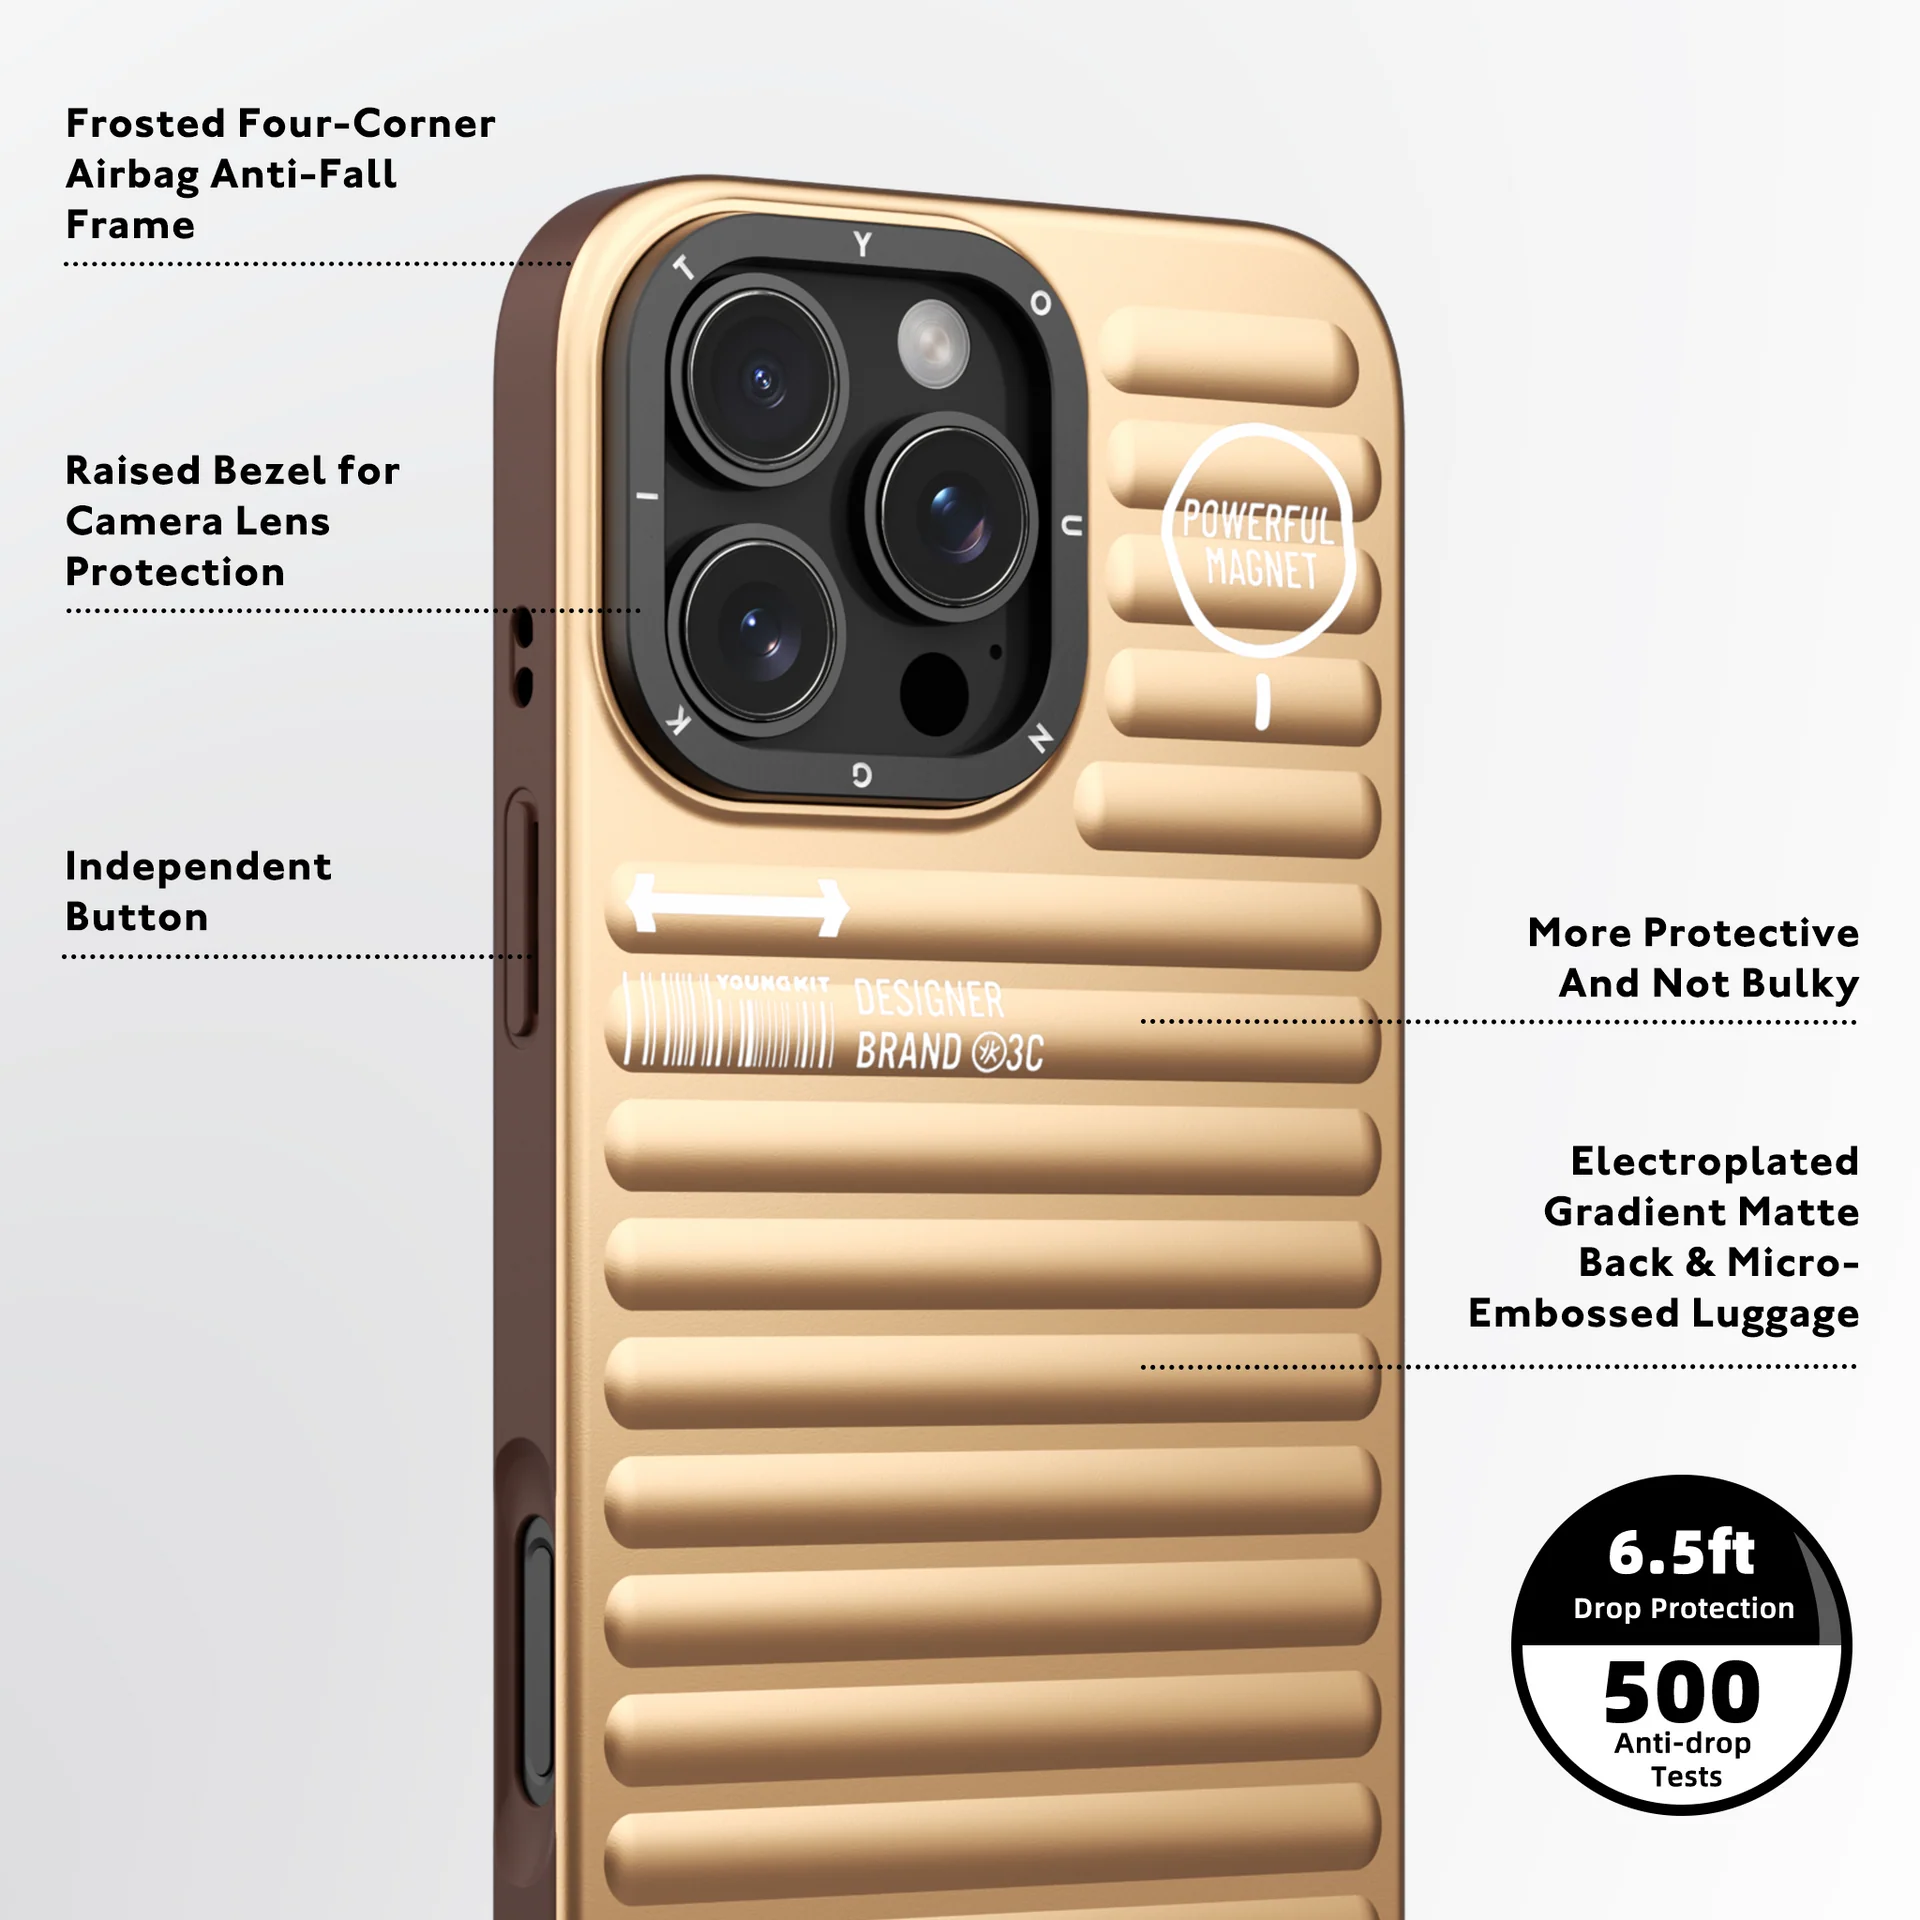 Frosted Four-Corner
Airbag Anti-Fall
Frame
Raised Bezel for
Camera Lens
Protection
Independent
Button
YOUNGKIT
POWERFUL
MAGNET
YOUNGKIT
DESIGNER
BRAND 3C
More Protective
And Not Bulky
Electroplated
Gradient Matte
Back & Micro-
Embossed Luggage
6.5ft
Drop Protection
500
Anti-drop
Tests